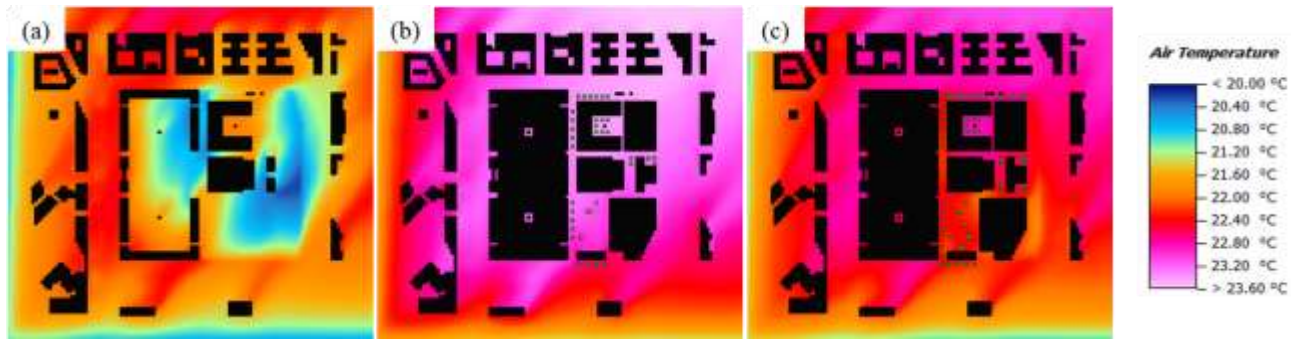 (a)
(b)
(c)
Air Temperature
< 20.00 °C
20.40 °C
20.80 °C
21.20 °C
21.60 °C
22.00 °C
22.40 °C
22.80 °C
23.20 °C
> 23.60 °C